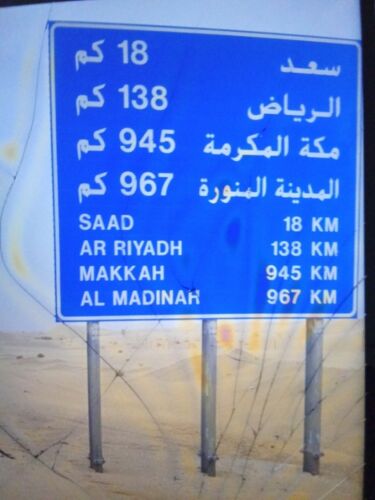 سعد 18 كم
الرياض 138 كم
مكة المكرمة 945 كم
المدينة المنورة 967 كم
SAAD 18 KM
AR RIYADH 138 KM
MAKKAH 945 KM
AL MADINAH 967 KM